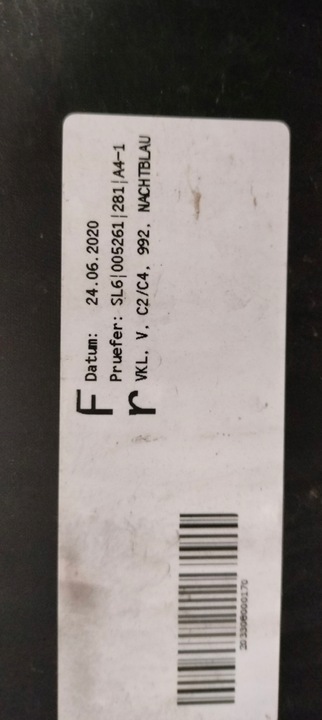 F
Datum: 24.06.2020
Pruefer: SL6|005261|281|A4-1
r
VKL. V. C2/C4, 992, NACHTBLAU